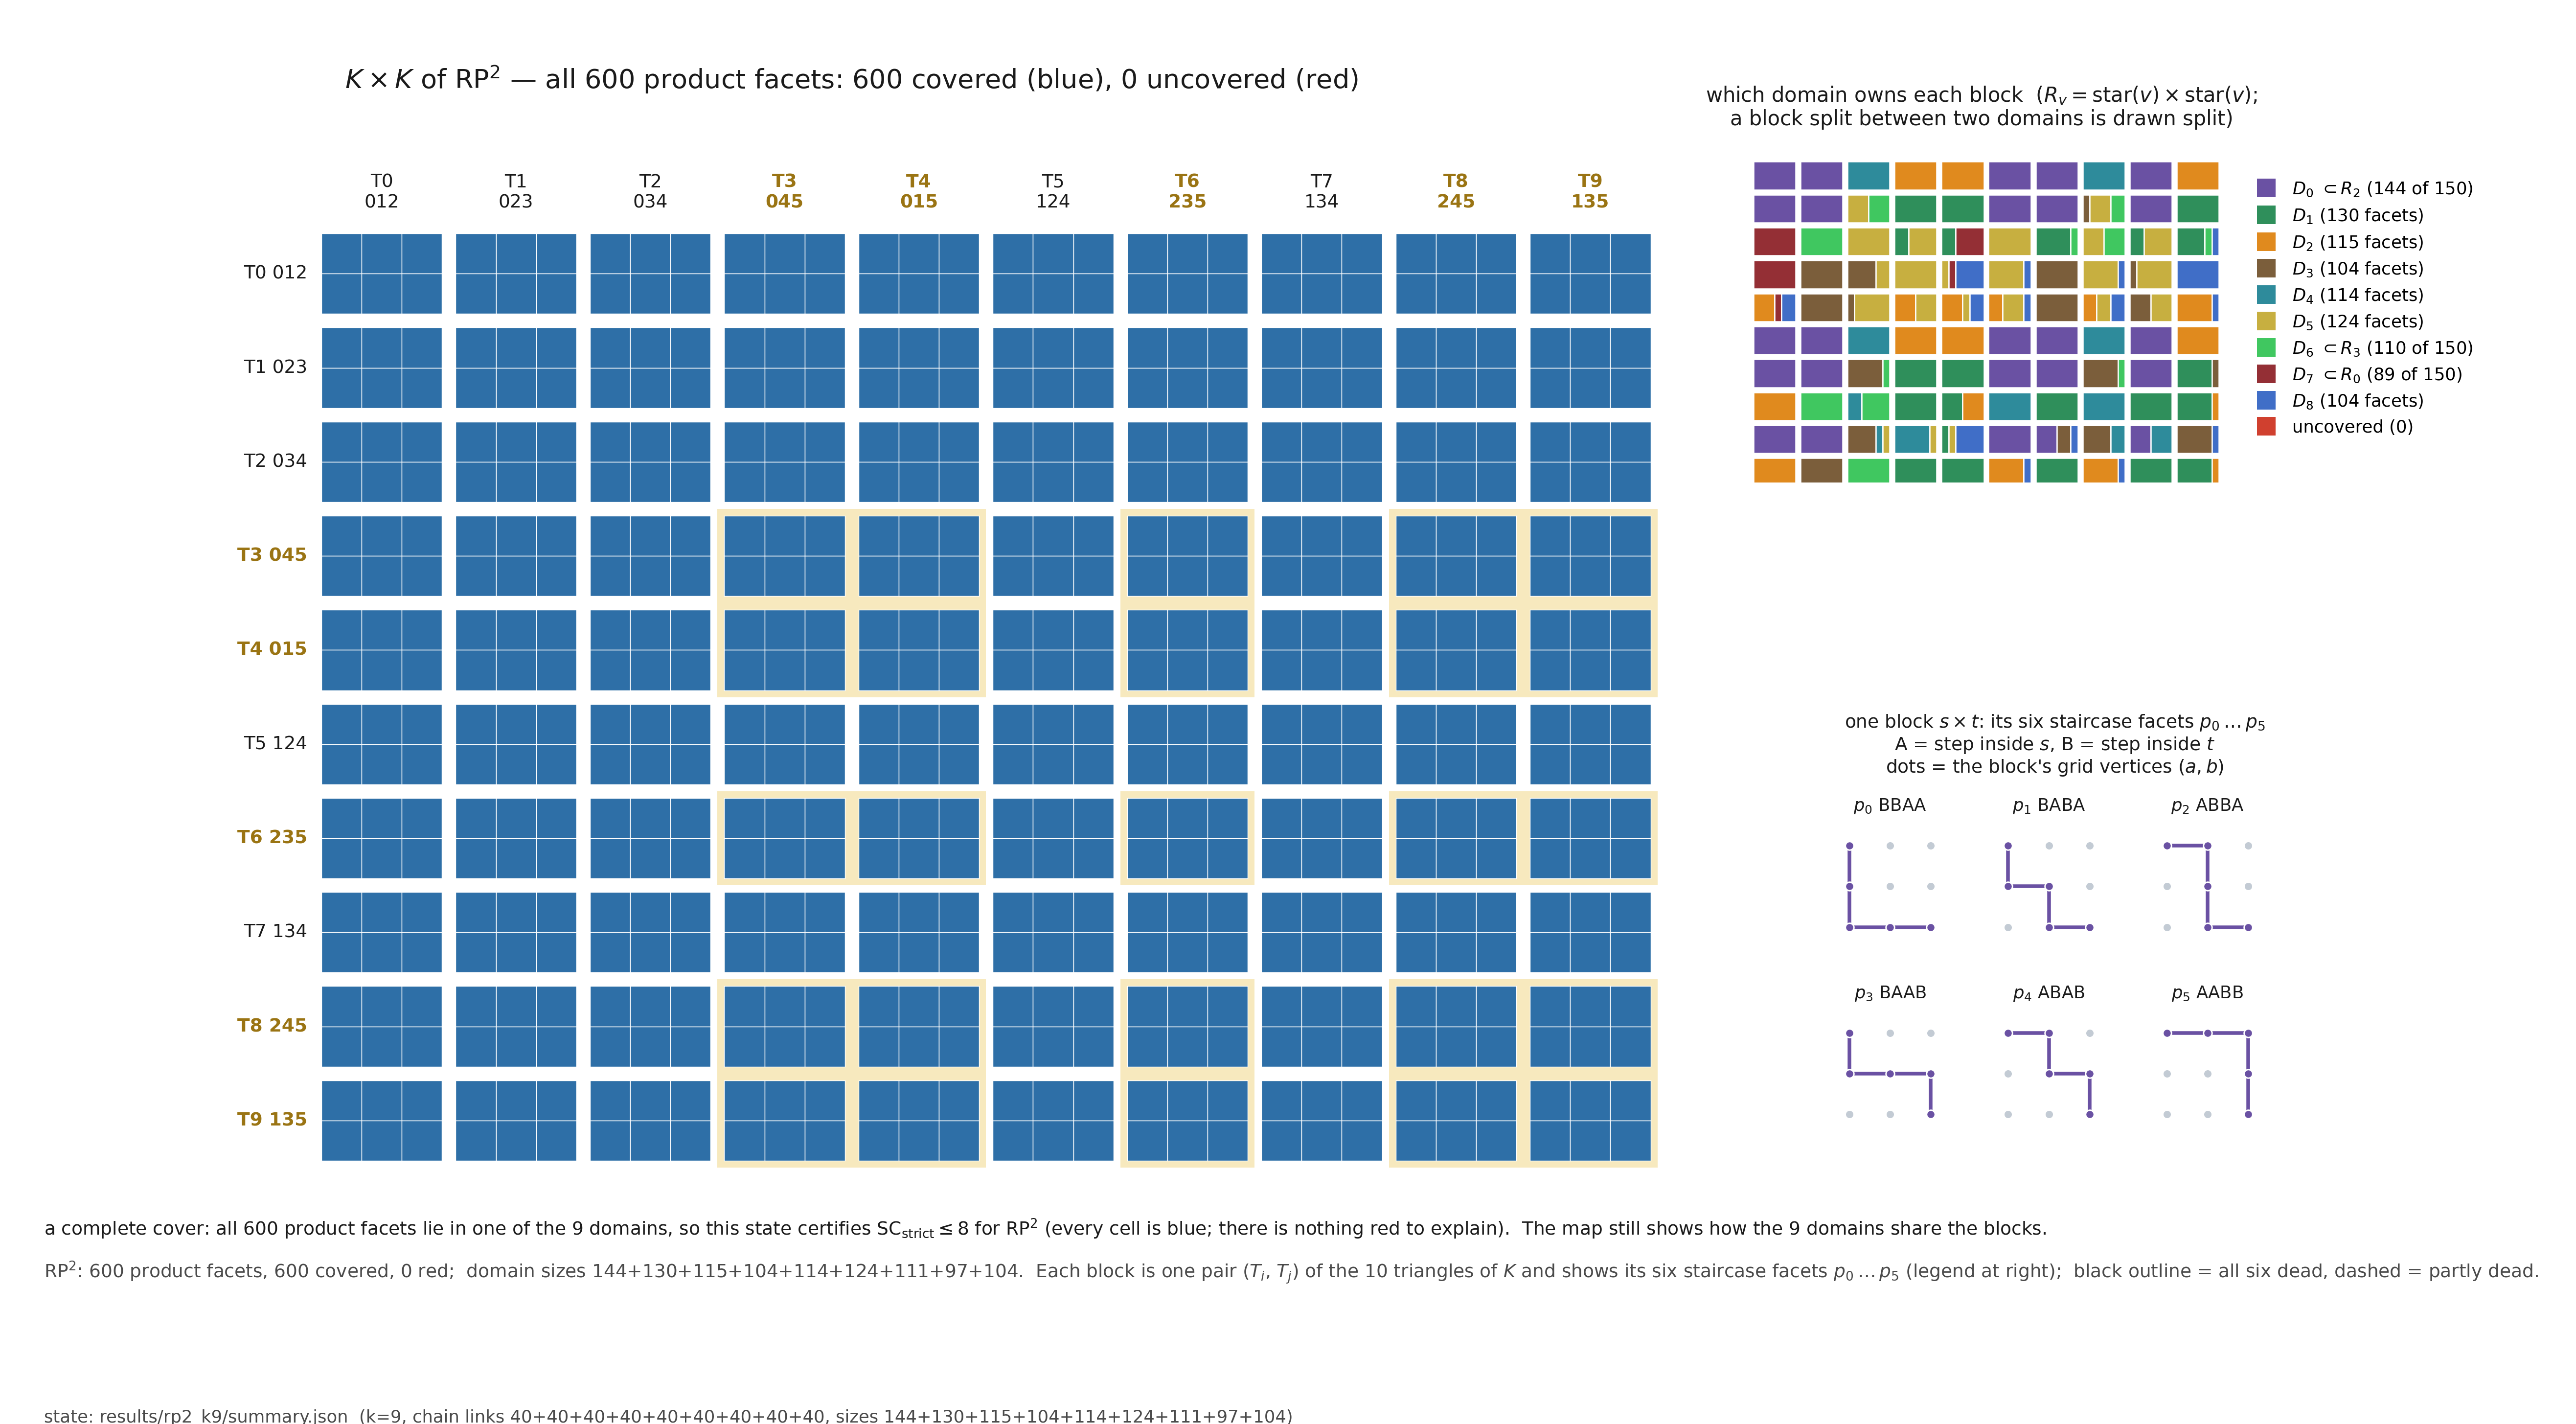 K × K of RP² — all 600 product facets: 600 covered (blue), 0 uncovered (red)
T0 T1 T2 T3 T4 T5 T6 T7 T8 T9
012 023 034 045 015 124 235 134 245 135
T0 012
T1 023
T2 034
T3 045
T4 015
T5 124
T6 235
T7 134
T8 245
T9 135
which domain owns each block (Rᵥ = star(v) × star(v);
a block split between two domains is drawn split)
D₀ ⊂ R₂ (144 of 150)
D₁ (130 facets)
D₂ (115 facets)
D₃ (104 facets)
D₄ (114 facets)
D₅ (124 facets)
D₆ ⊂ R₃ (110 of 150)
D₇ ⊂ R₀ (89 of 150)
D₈ (104 facets)
uncovered (0)
one block s × t: its six staircase facets p₀ … p₅
A = step inside s, B = step inside t
dots = the block's grid vertices (a, b)
p₀ BBAA p₁ BABA p₂ ABBA
p₃ BAAB p₄ ABAB p₅ AABB
a complete cover: all 600 product facets lie in one of the 9 domains, so this state certifies SC_strict ≤ 8 for RP² (every cell is blue; there is nothing red to explain). The map still shows how the 9 domains share the blocks.
RP²: 600 product facets, 600 covered, 0 red; domain sizes 144+130+115+104+114+124+111+97+104. Each block is one pair (Tᵢ, Tⱼ) of the 10 triangles of K and shows its six staircase facets p₀ … p₅ (legend at right); black outline = all six dead, dashed = partly dead.
state: results/rp2_k9/summary.json (k=9, chain links 40+40+40+40+40+40+40+40+40, sizes 144+130+115+104+114+124+111+97+104)